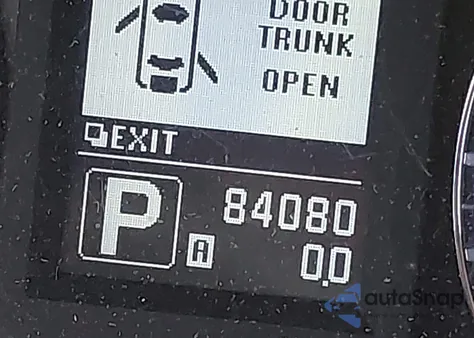 DOOR
TRUNK
OPEN
EXIT
P
84080
A
0.0
autoSnap